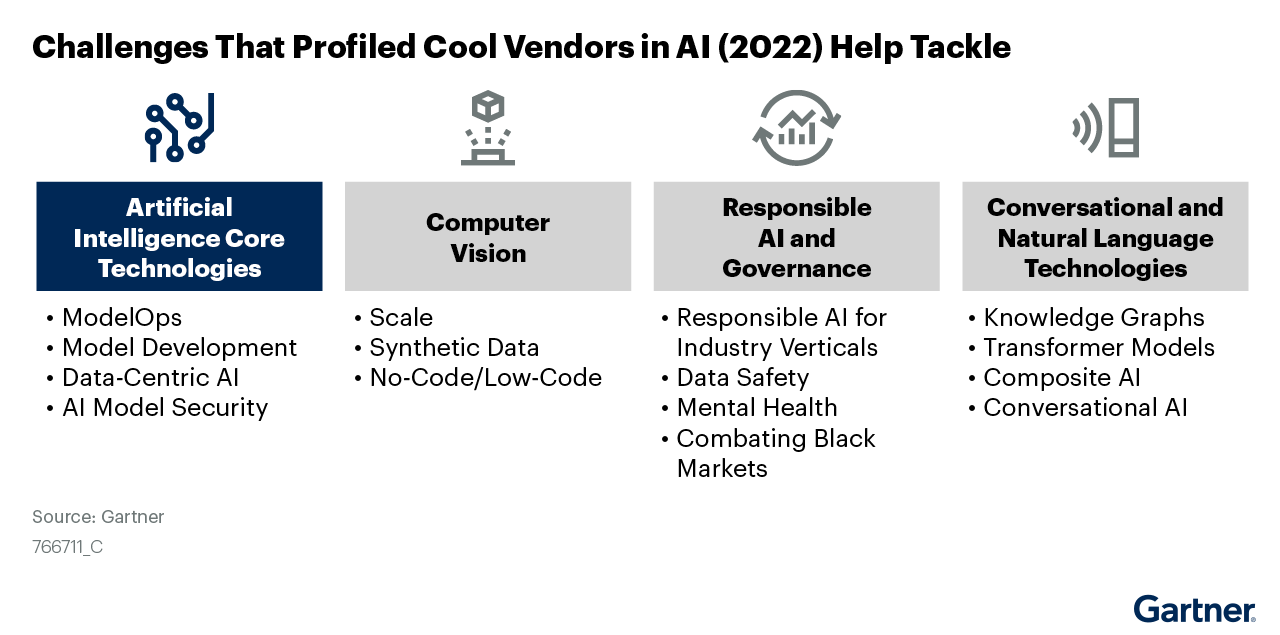 Challenges That Profiled Cool Vendors in AI (2022) Help Tackle
Artificial
Intelligence Core
Technologies
• ModelOps
• Model Development
• Data-Centric AI
• AI Model Security
Computer
Vision
• Scale
• Synthetic Data
• No-Code/Low-Code
Responsible
AI and
Governance
• Responsible AI for
Industry Verticals
• Data Safety
• Mental Health
• Combating Black
Markets
Conversational and
Natural Language
Technologies
• Knowledge Graphs
• Transformer Models
• Composite AI
• Conversational AI
Source: Gartner
766711_C
Gartner®